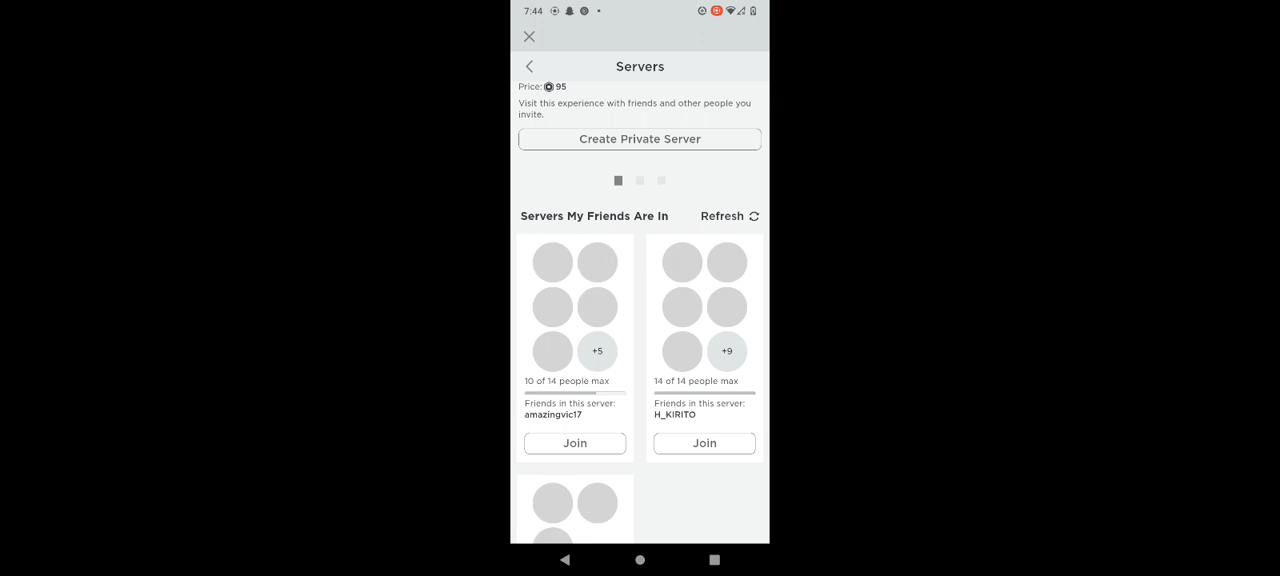 7:44
Servers
Price: 95
Visit this experience with friends and other people you
invite.
Create Private Server
Servers My Friends Are In
Refresh
+5
+9
10 of 14 people max
14 of 14 people max
Friends in this server:
amazingvic17
Friends in this server:
H_KIRITO
Join
Join